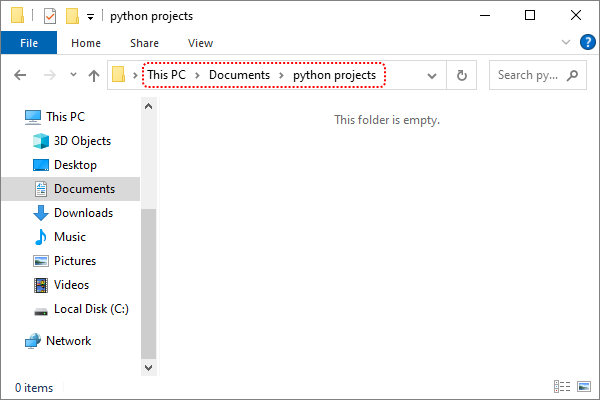 python projects
File
Home
Share
View
This PC > Documents > python projects
Search py...
This PC
3D Objects
Desktop
Documents
Downloads
Music
Pictures
Videos
Local Disk (C:)
Network
This folder is empty.
0 items